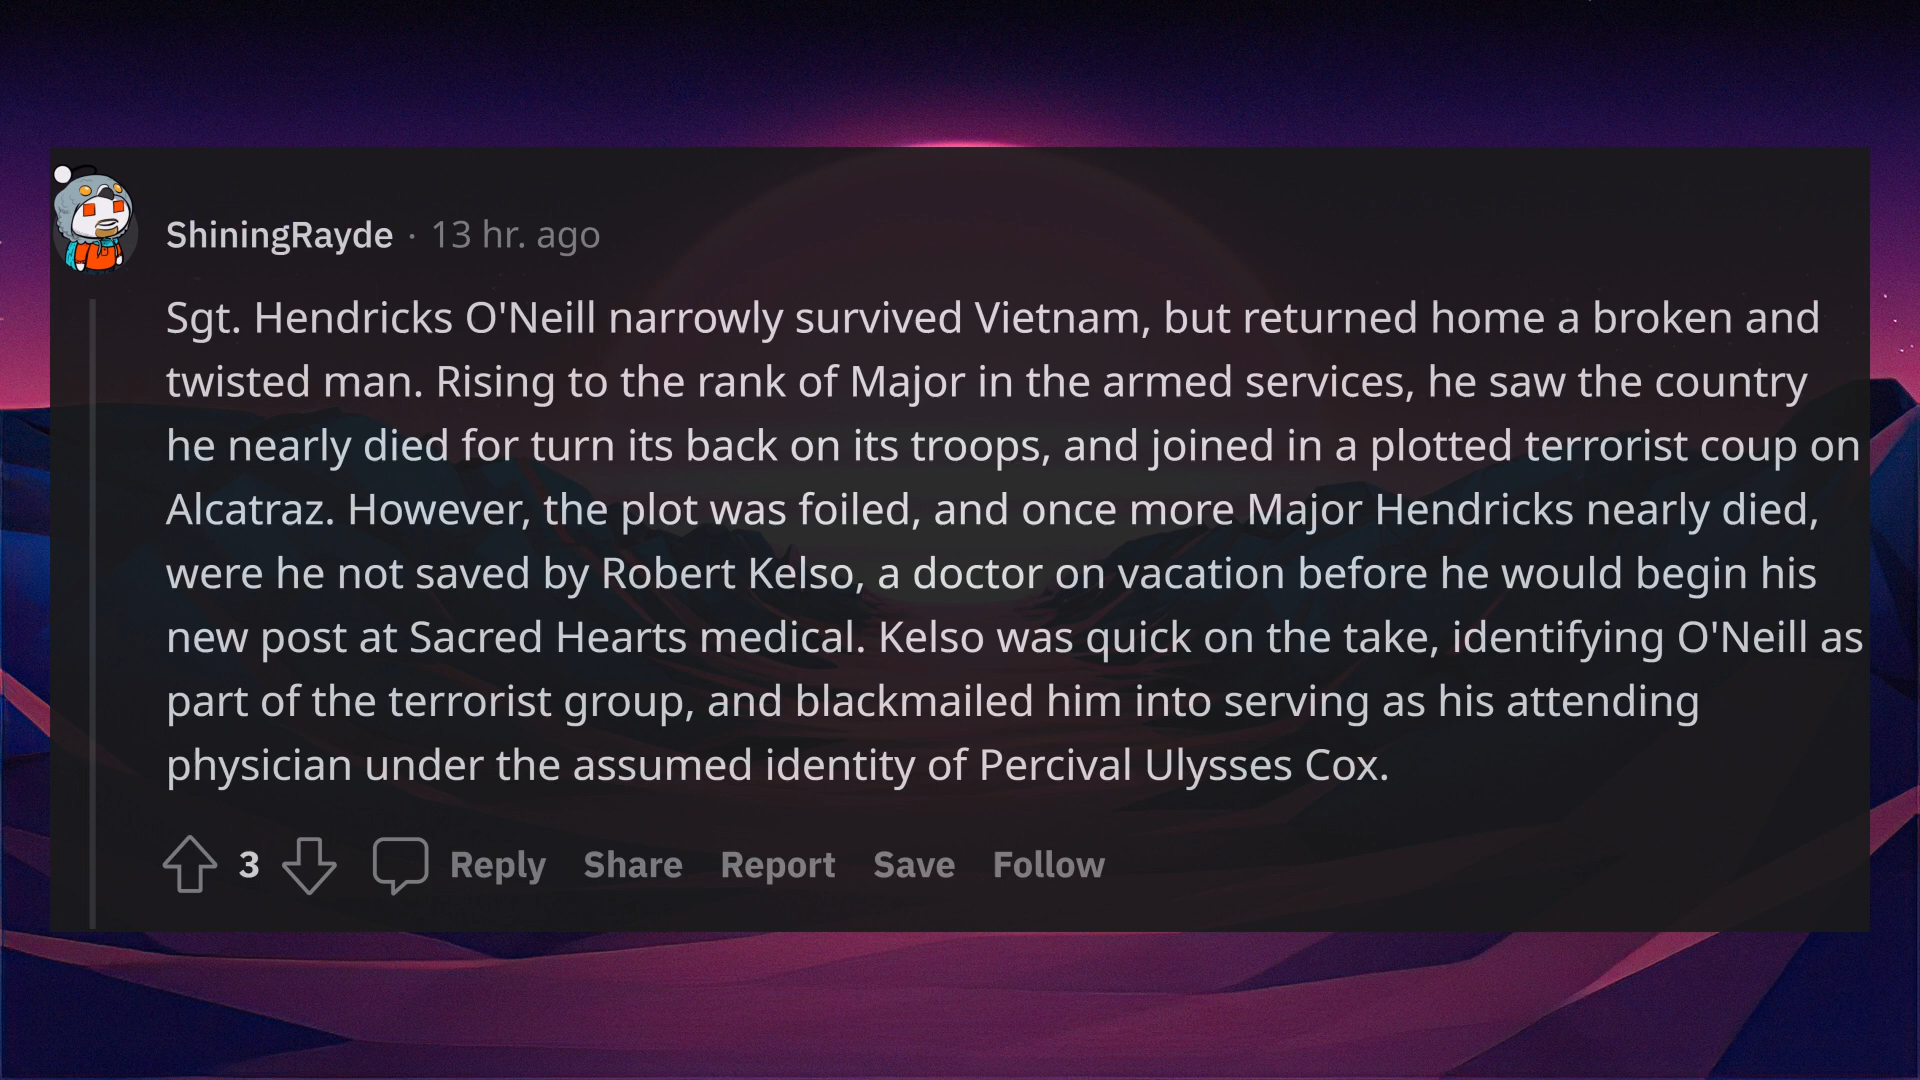 ShiningRayde · 13 hr. ago
Sgt. Hendricks O'Neill narrowly survived Vietnam, but returned home a broken and
twisted man. Rising to the rank of Major in the armed services, he saw the country
he nearly died for turn its back on its troops, and joined in a plotted terrorist coup on
Alcatraz. However, the plot was foiled, and once more Major Hendricks nearly died,
were he not saved by Robert Kelso, a doctor on vacation before he would begin his
new post at Sacred Hearts medical. Kelso was quick on the take, identifying O'Neill as
part of the terrorist group, and blackmailed him into serving as his attending
physician under the assumed identity of Percival Ulysses Cox.
3 Reply Share Report Save Follow